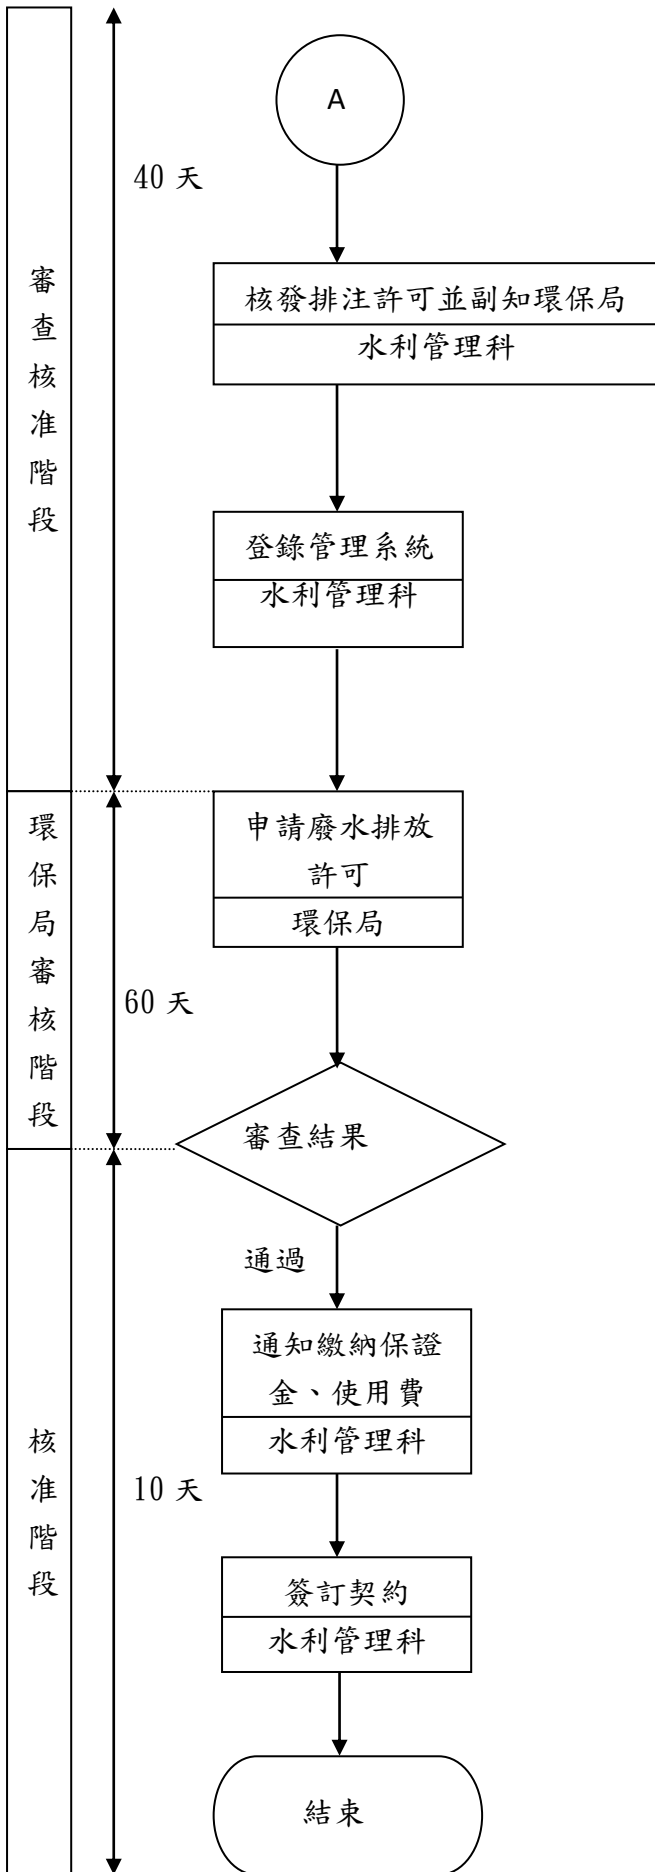 審查核准階段
40 天
A
核發排注許可並副知環保局
水利管理科
登錄管理系統
水利管理科
環保局審核階段
60 天
申請廢水排放
許可
環保局
審查結果
通過
核准階段
10 天
通知繳納保證
金、使用費
水利管理科
簽訂契約
水利管理科
結束